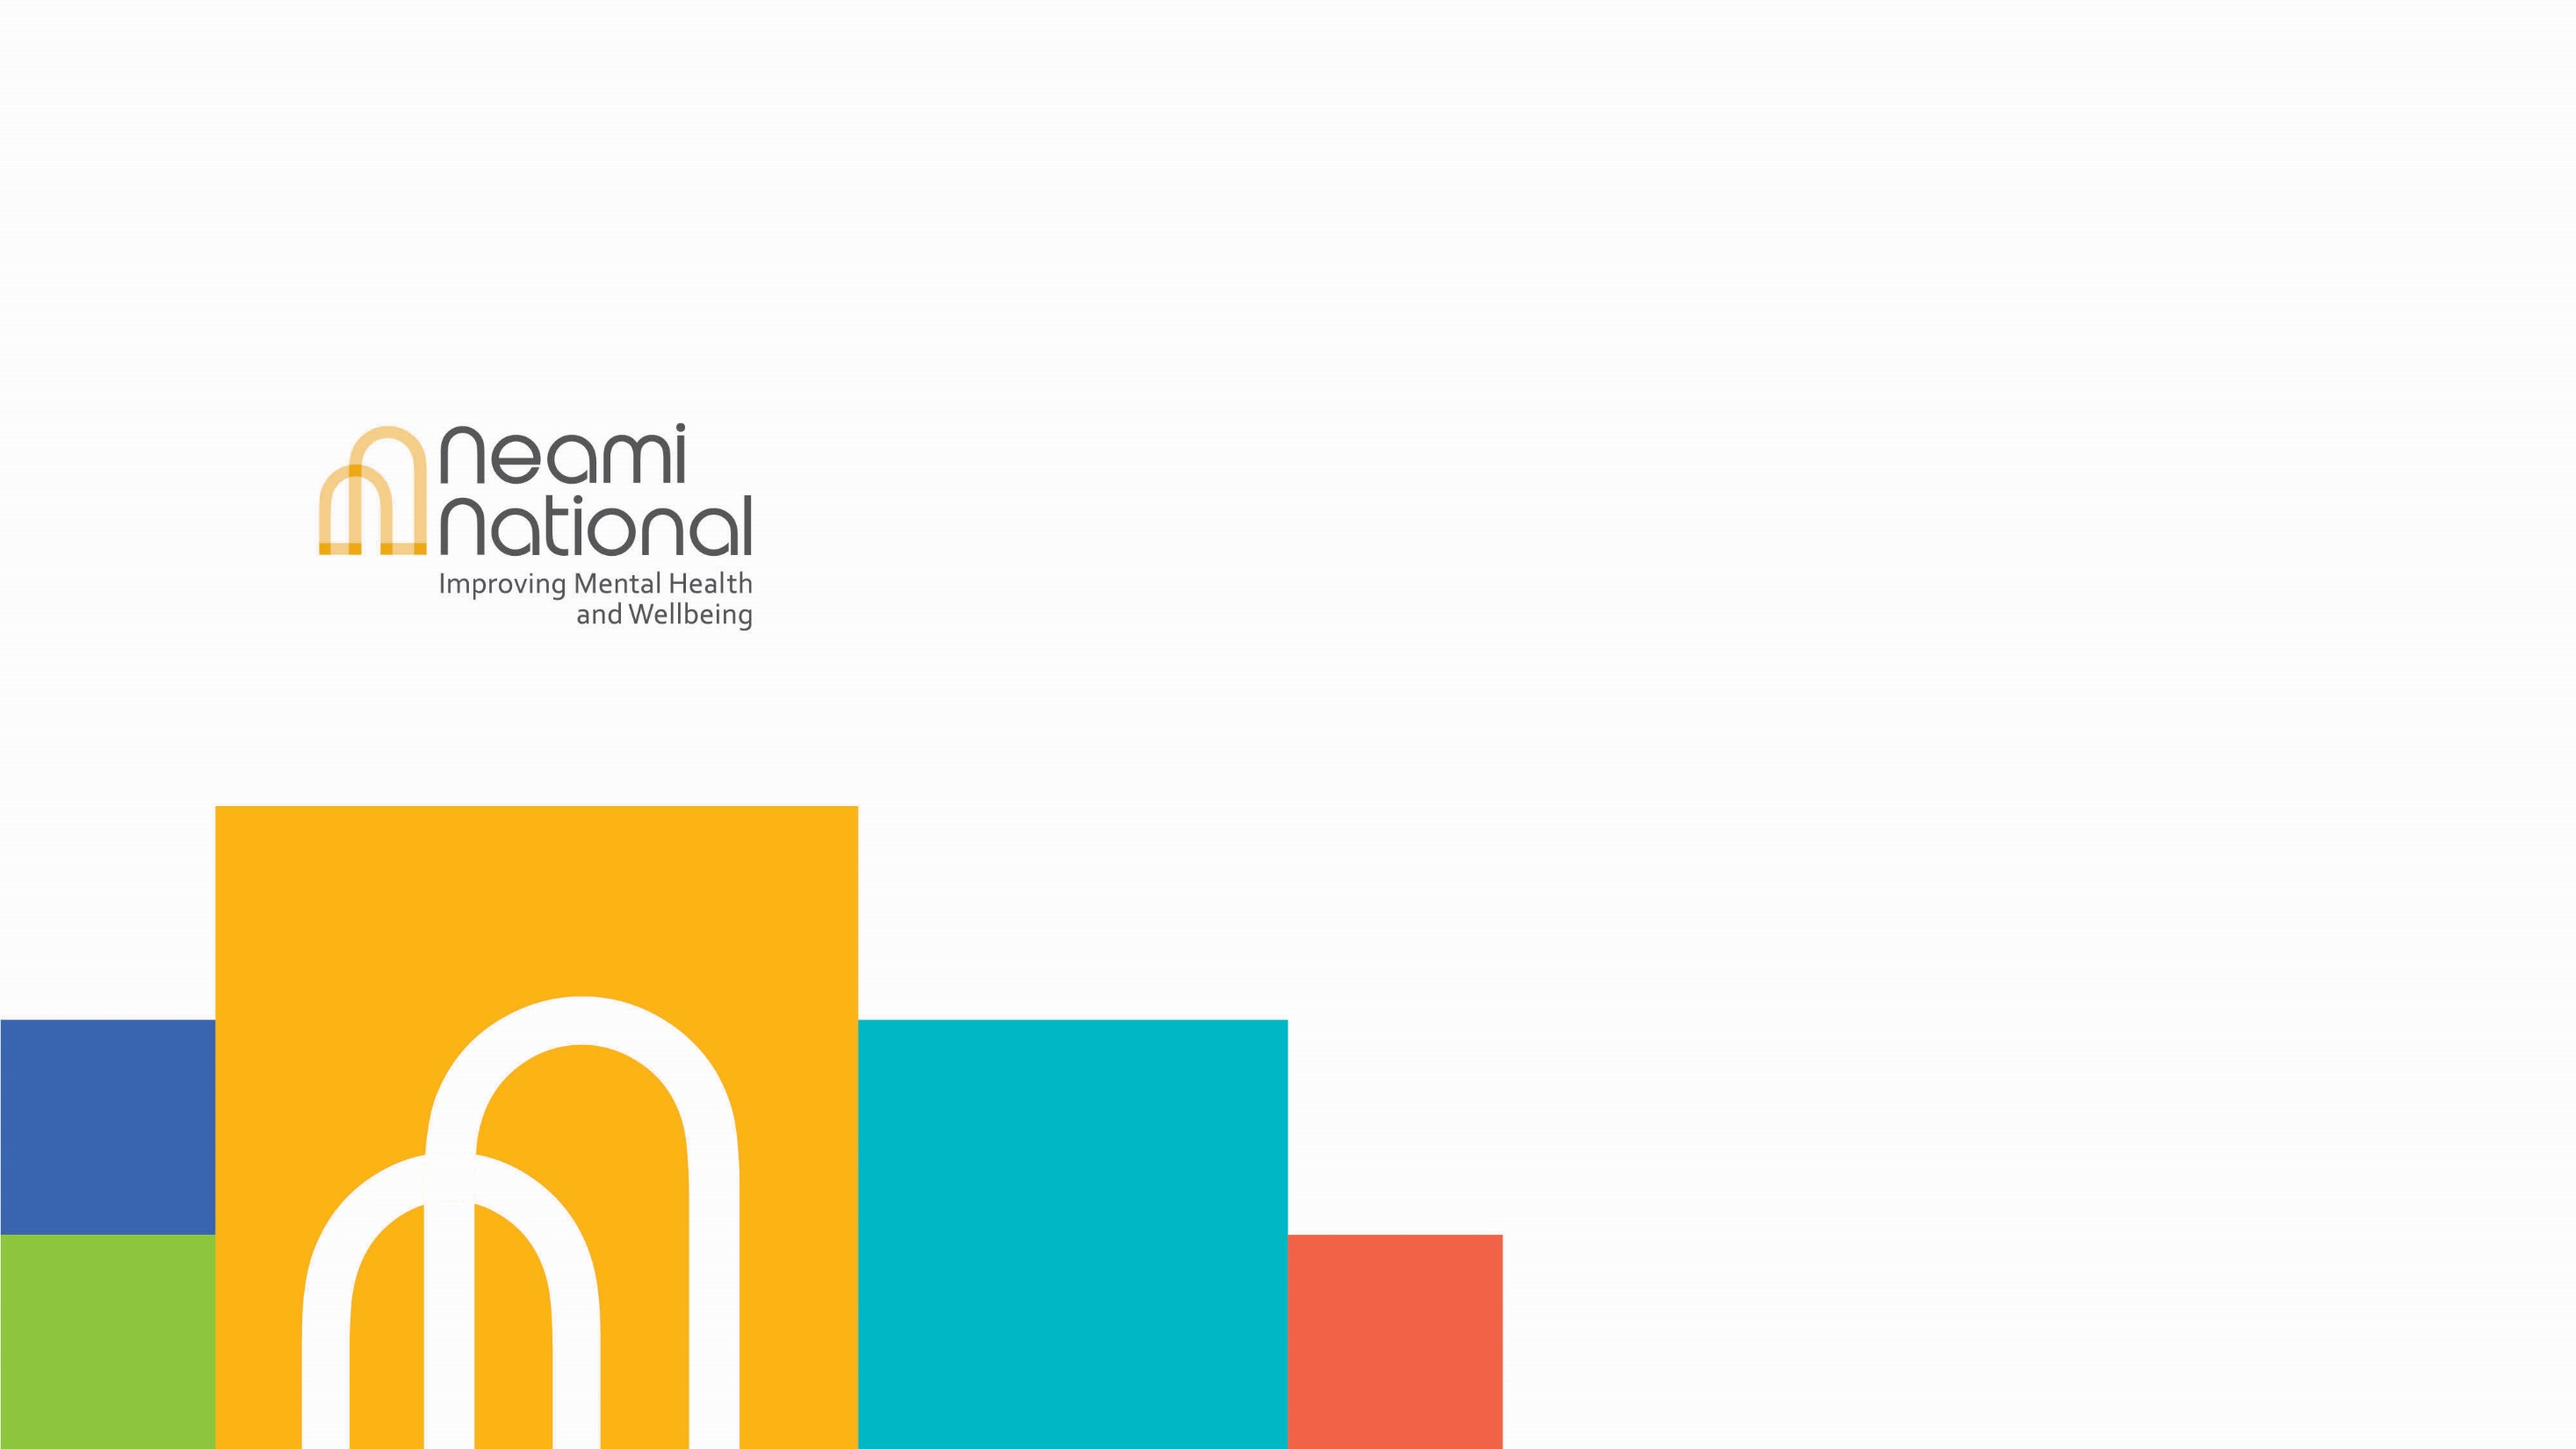 Neami
National
Improving Mental Health
and Wellbeing